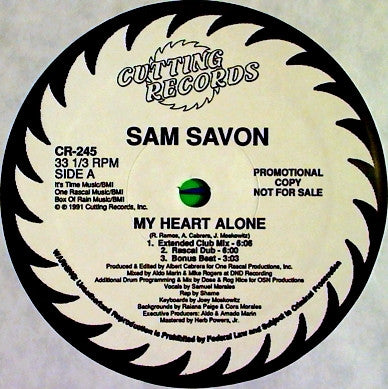 CUTTING
RECORDS
SAM SAVON
CR-245
33 1/3 RPM
SIDE A
It's Time Music/BMI
One Rascal Music/BMI
Box Of Rain Music/BMI
℗ © 1991 Cutting Records, Inc.
PROMOTIONAL
COPY
NOT FOR SALE
MY HEART ALONE
(R. Ramos, A. Cabrera, J. Moskowitz)
1. Extended Club Mix - 6:06
2. Rascal Dub - 6:00
3. Bonus Beat - 3:03
Produced & Edited by Albert Cabrera for One Rascal Productions, Inc.
Mixed by Aldo Marin & Mike Rogers at DND Recording
Additional Drum Programming & Mix by Dose & Rog Nice for OSN Productions
Vocals by Samuel Morales
Rap by Shame
Keyboards by Joey Moskowitz
Backgrounds by Raiana Paige & Cora Morales
Executive Producers: Aldo & Amado Marin
Mastered by Herb Powers, Jr.
WARNING: Unauthorized Reproduction is Prohibited by Federal Law and Subject to Criminal Prosecution.